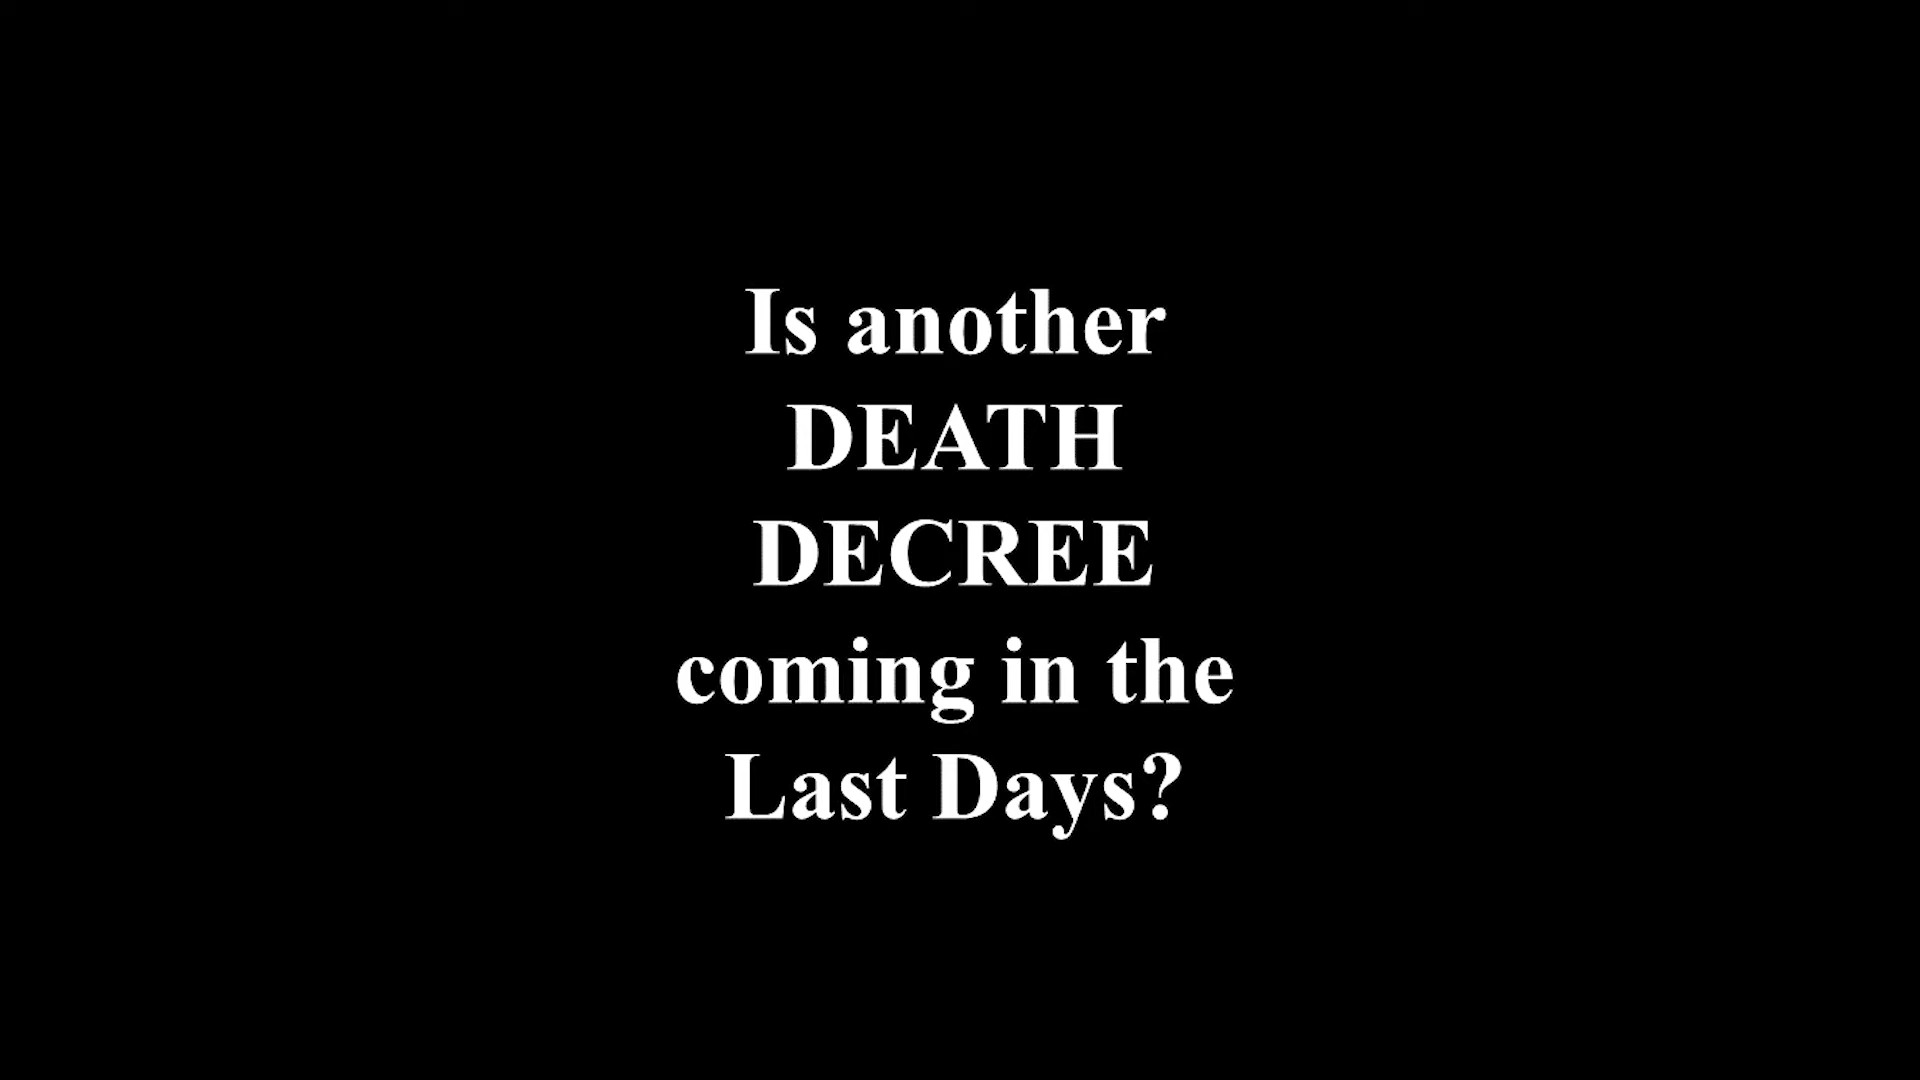 Is another
DEATH
DECREE
coming in the
Last Days?